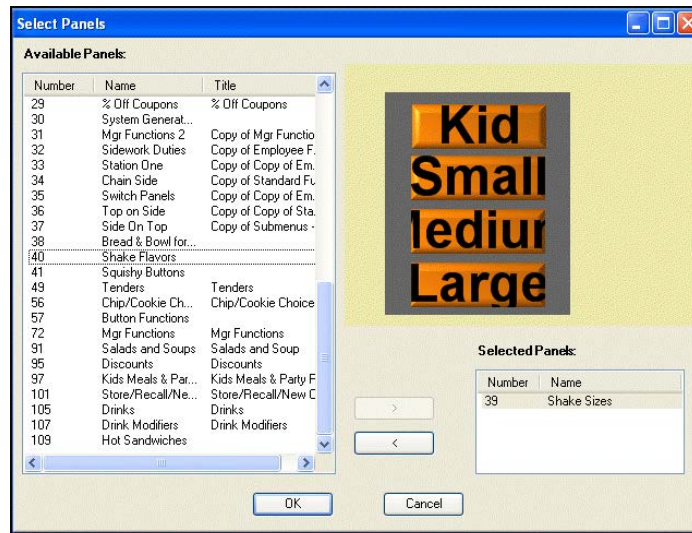 Select Panels
Available Panels:
Number Name Title
29 % Off Coupons % Off Coupons
30 System Generat...
31 Mgr Functions 2 Copy of Mgr Functio
32 Sidework Duties Copy of Employee F.
33 Station One Copy of Copy of Em.
34 Chain Side Copy of Standard Fu
35 Switch Panels Copy of Copy of Em.
36 Top on Side Copy of Copy of Sta.
37 Side On Top Copy of Submenus -
38 Bread & Bowl for...
40 Shake Flavors
41 Squishy Buttons
49 Tenders Tenders
56 Chip/Cookie Ch... Chip/Cookie Choice
57 Button Functions
72 Mgr Functions Mgr Functions
91 Salads and Soups Salads and Soup
95 Discounts Discounts
97 Kids Meals & Par... Kids Meals & Party F
101 Store/Recall/Ne... Store/Recall/New C
105 Drinks Drinks
107 Drink Modifiers Drink Modifiers
109 Hot Sandwiches
Kid
Small
Medium
Large
Selected Panels:
Number Name
39 Shake Sizes
>
<
OK Cancel